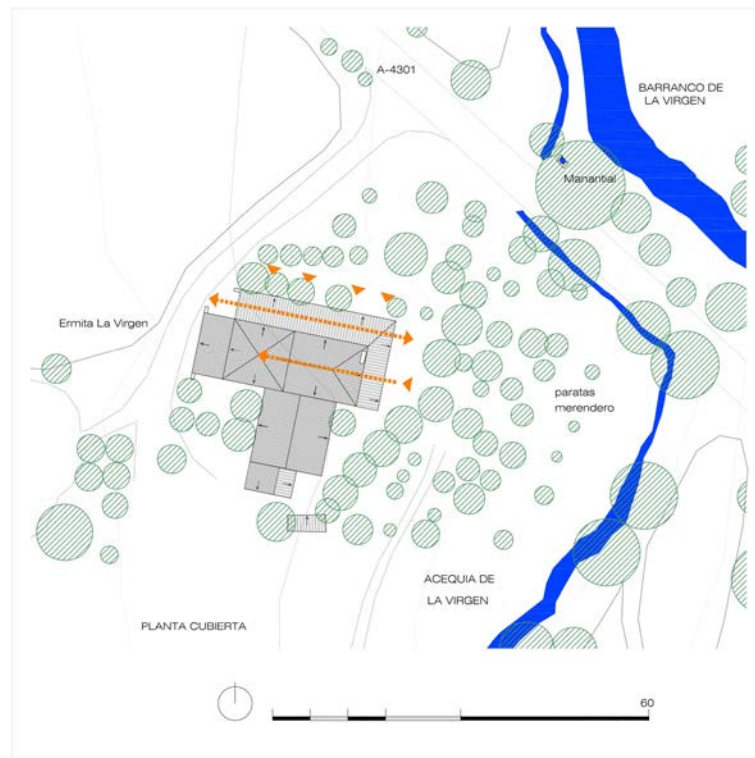 A-4301
BARRANCO DE
LA VIRGEN
Manantial
Ermita La Virgen
paratas
merendero
ACEQUIA DE
LA VIRGEN
PLANTA CUBIERTA
60